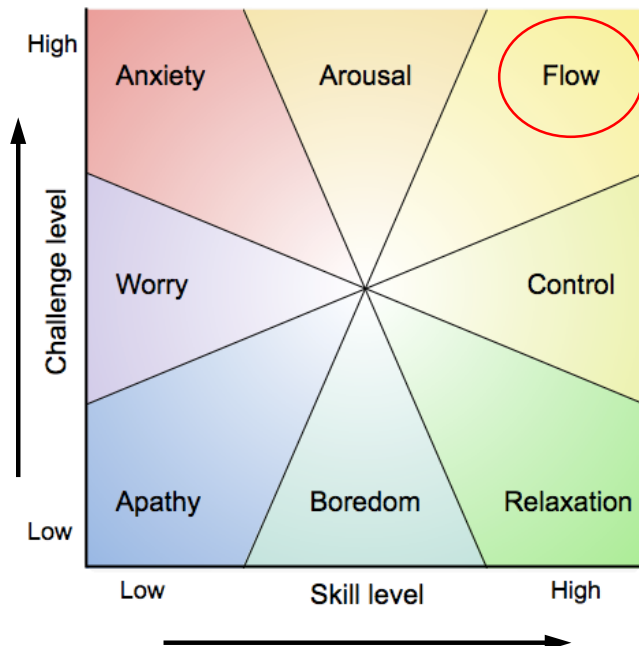 High
Anxiety
Arousal
Flow
Challenge level
Worry
Control
Apathy
Boredom
Relaxation
Low
Low
Skill level
High